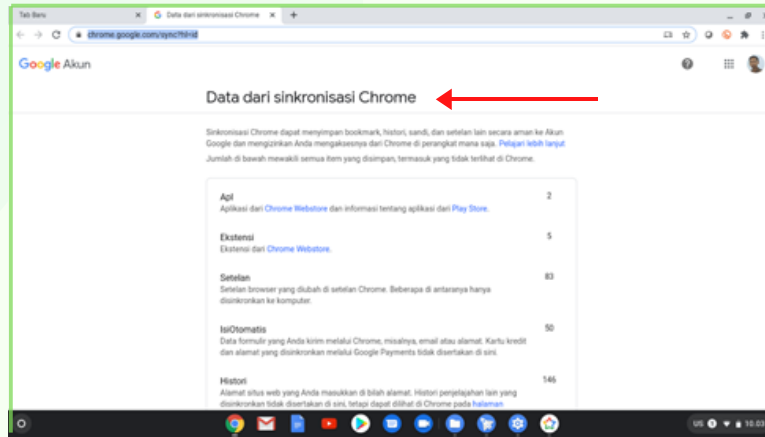 Tab Baru
Data dari sinkronisasi Chrome
chrome.google.com/sync?hl=id
Google Akun
Data dari sinkronisasi Chrome
Sinkronisasi Chrome dapat menyimpan bookmark, histori, sandi, dan setelan lain secara aman ke Akun
Google dan mengizinkan Anda mengaksesnya dari Chrome di perangkat mana saja. Pelajari lebih lanjut
Jumlah di bawah mewakili semua item yang disimpan, termasuk yang tidak terlihat di Chrome.
Apl 2
Aplikasi dari Chrome Webstore dan informasi tentang aplikasi dari Play Store.
Ekstensi 5
Ekstensi dari Chrome Webstore.
Setelan 83
Setelan browser yang diubah di setelan Chrome. Beberapa di antaranya hanya
disinkronkan ke komputer.
IsiOtomatis 50
Data formulir yang Anda kirim melalui Chrome, misalnya, email atau alamat. Kartu kredit
dan alamat yang disinkronkan melalui Google Payments tidak disertakan di sini.
Histori 146
Alamat situs web yang Anda masukkan di bilah alamat. Histori penjelajahan lain yang
disinkronkan tidak disertakan di sini, tetapi dapat dilihat di Chrome pada halaman
US 10.03